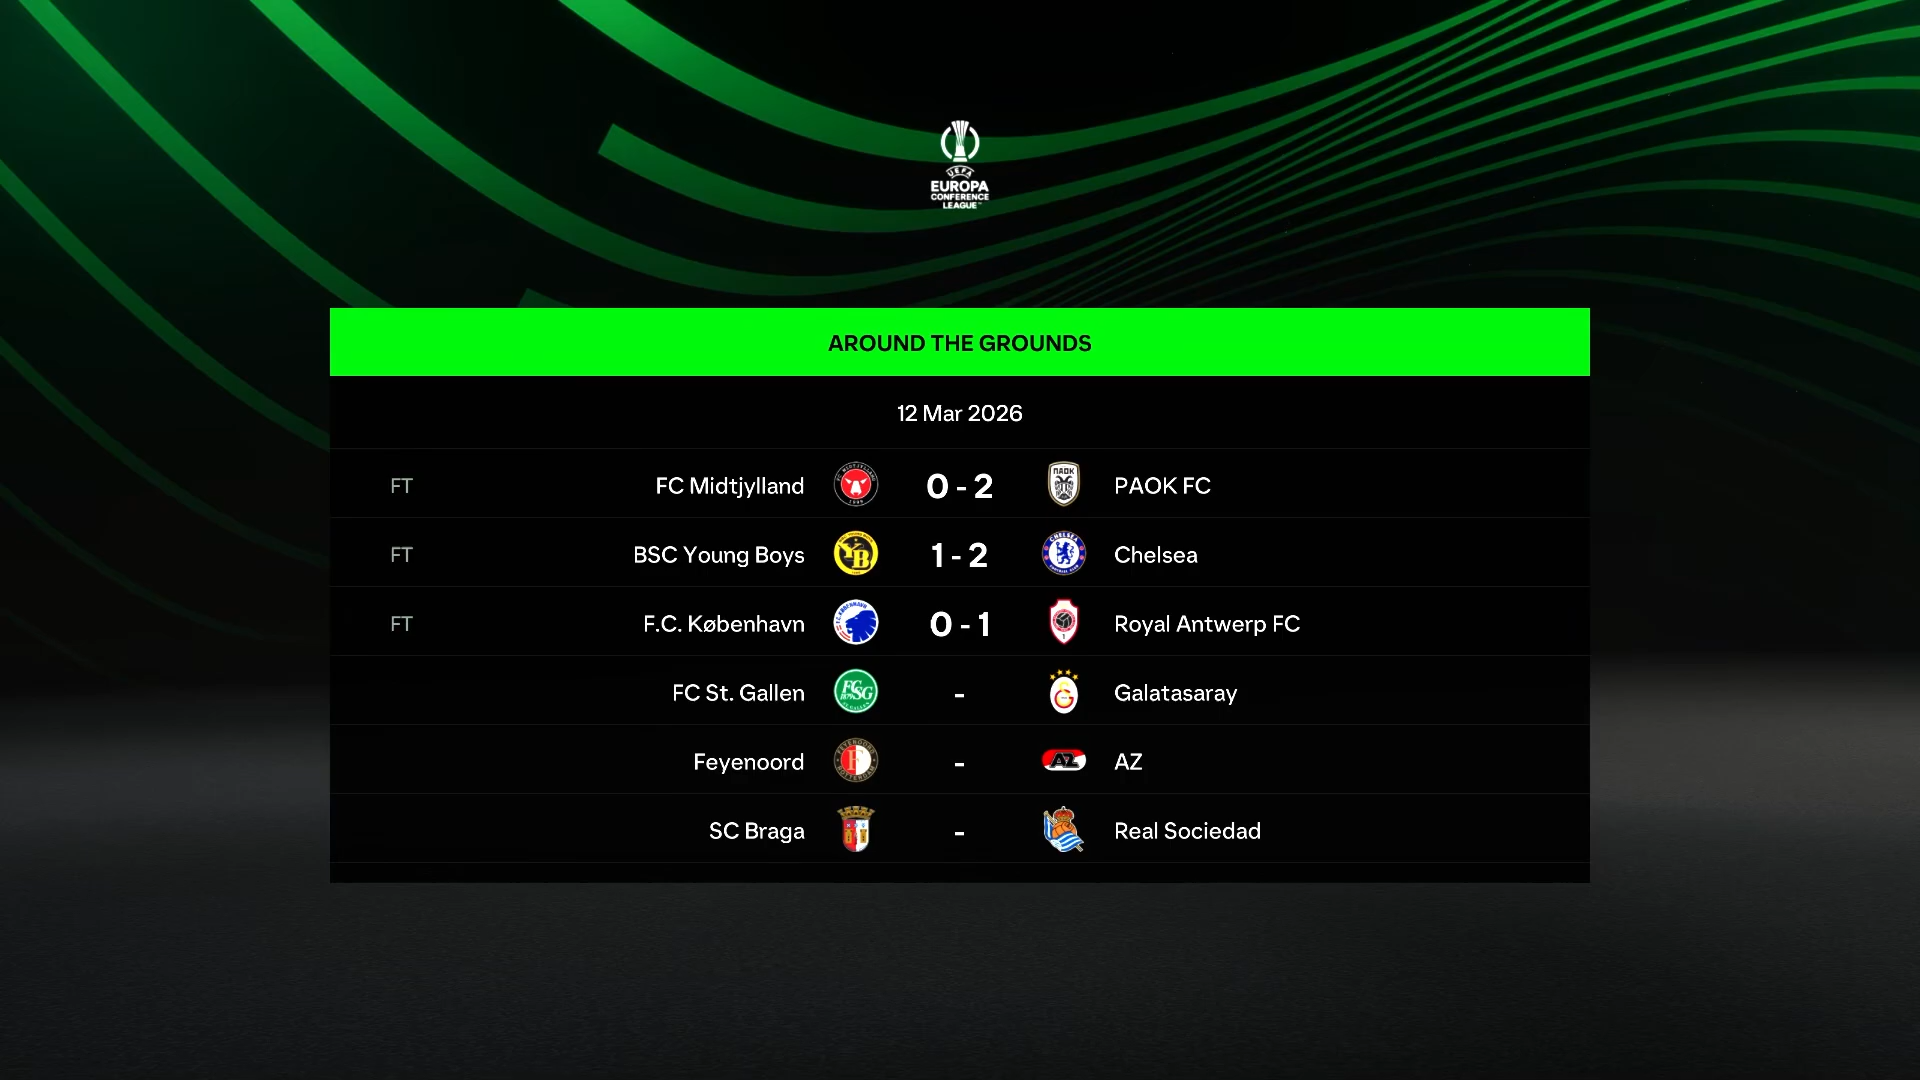 UEFA
EUROPA
CONFERENCE
LEAGUE™
AROUND THE GROUNDS
12 Mar 2026
FT FC Midtjylland 0 - 2 PAOK FC
FT BSC Young Boys 1 - 2 Chelsea
FT F.C. København 0 - 1 Royal Antwerp FC
FC St. Gallen - Galatasaray
Feyenoord - AZ
SC Braga - Real Sociedad